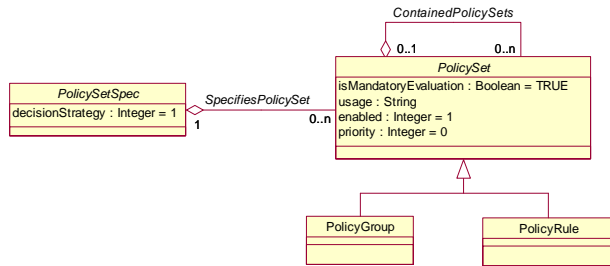 ContainedPolicySets
0..1
0..n
PolicySet
isMandatoryEvaluation : Boolean = TRUE
usage : String
enabled : Integer = 1
priority : Integer = 0
PolicySetSpec
decisionStrategy : Integer = 1
SpecifiesPolicySet
1
0..n
PolicyGroup
PolicyRule